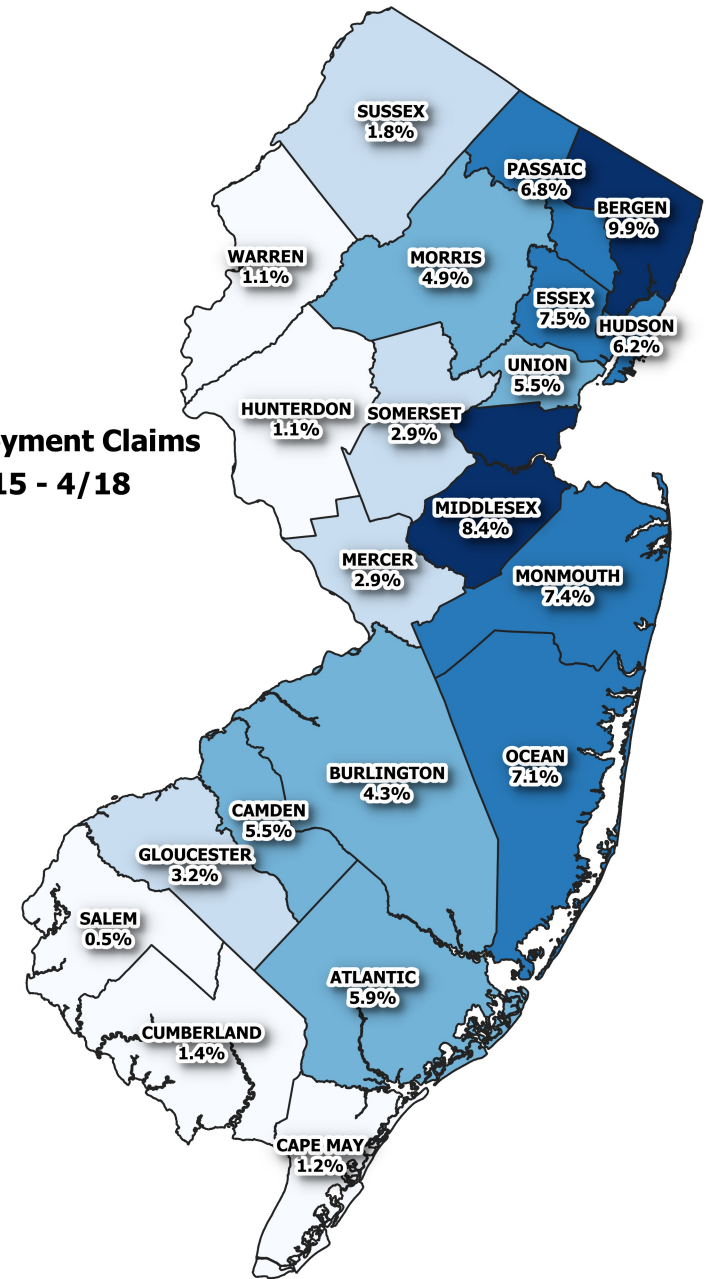 SUSSEX
1.8%
PASSAIC
6.8%
BERGEN
9.9%
WARREN
1.1%
MORRIS
4.9%
ESSEX
7.5%
HUDSON
6.2%
UNION
5.5%
HUNTERDON
1.1%
SOMERSET
2.9%
yment Claims
15 - 4/18
MIDDLESEX
8.4%
MERCER
2.9%
MONMOUTH
7.4%
OCEAN
7.1%
BURLINGTON
4.3%
CAMDEN
5.5%
GLOUCESTER
3.2%
SALEM
0.5%
ATLANTIC
5.9%
CUMBERLAND
1.4%
CAPE MAY
1.2%